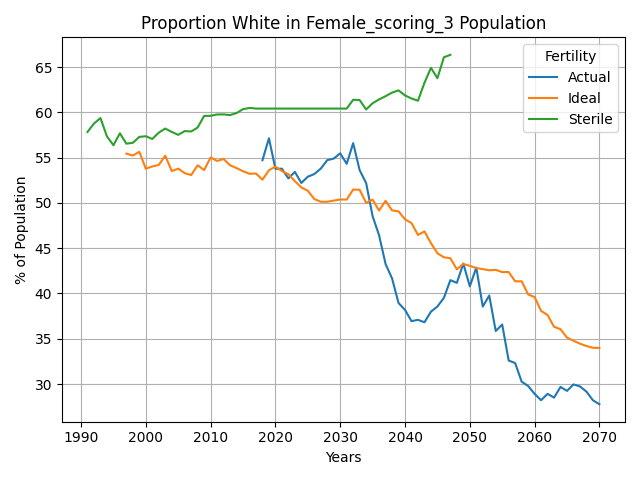 Proportion White in Female_scoring_3 Population
Fertility
Actual
Ideal
Sterile
% of Population
65
60
55
50
45
40
35
30
1990 2000 2010 2020 2030 2040 2050 2060 2070
Years